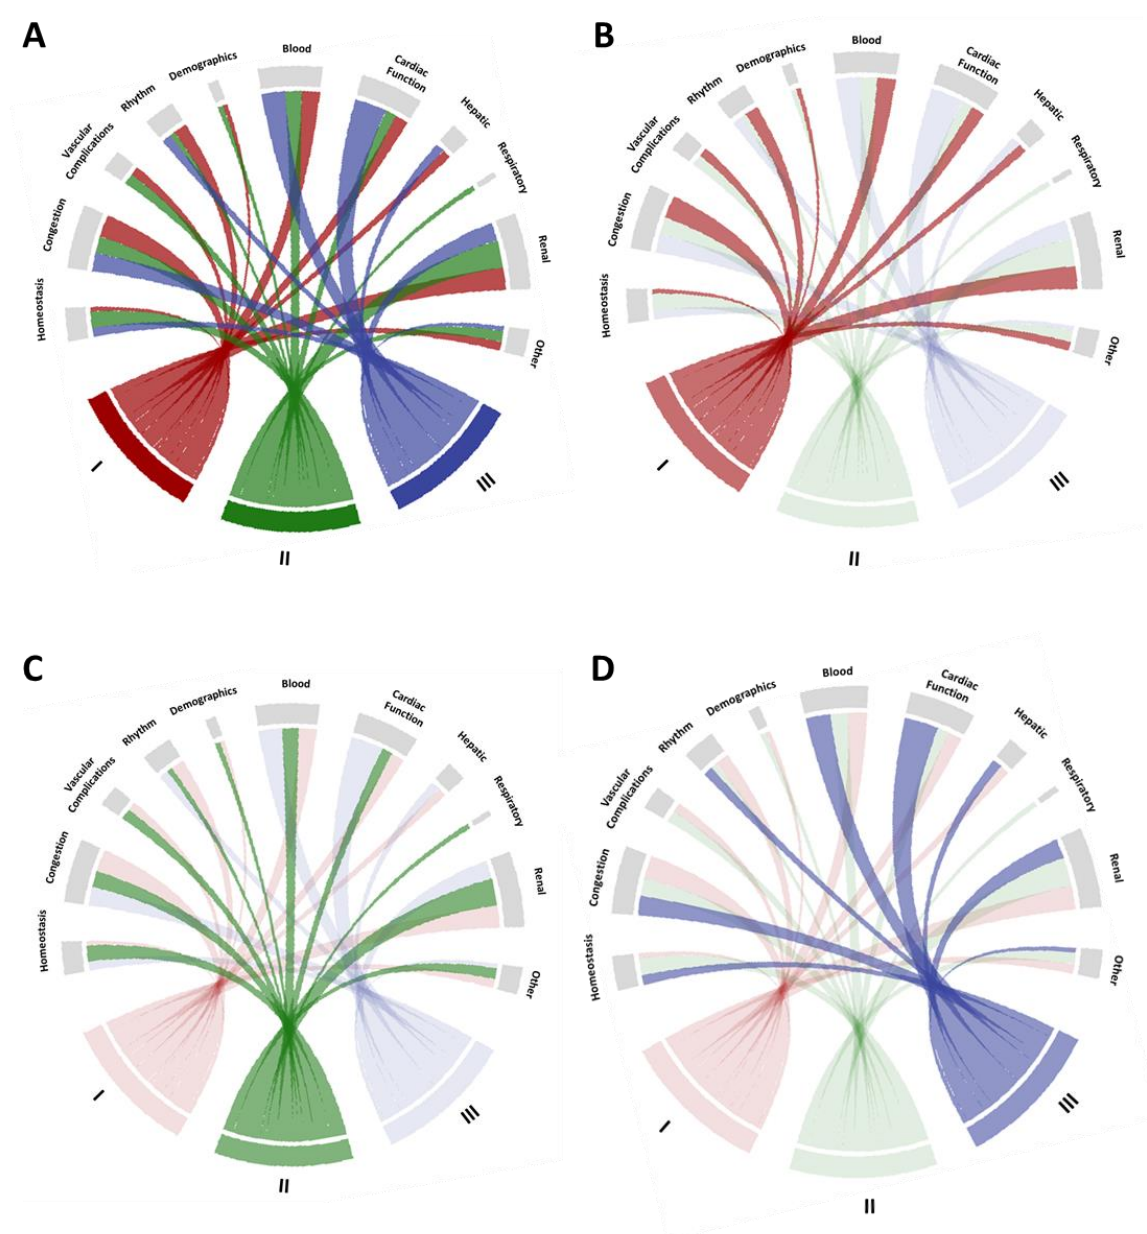 A
Homeostasis
Congestion
Vascular
Complications
Rhythm
Demographics
Blood
Cardiac
Function
Hepatic
Respiratory
Renal
Other
I
II
III
B
Homeostasis
Congestion
Vascular
Complications
Rhythm
Demographics
Blood
Cardiac
Function
Hepatic
Respiratory
Renal
Other
I
II
III
C
Homeostasis
Congestion
Vascular
Complications
Rhythm
Demographics
Blood
Cardiac
Function
Hepatic
Respiratory
Renal
Other
I
II
III
D
Homeostasis
Congestion
Vascular
Complications
Rhythm
Demographics
Blood
Cardiac
Function
Hepatic
Respiratory
Renal
Other
I
II
III